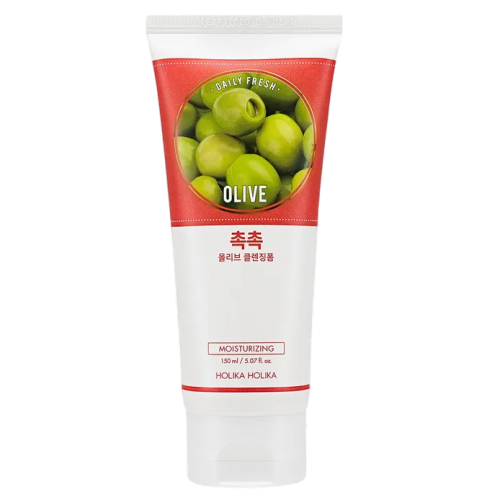 · DAILY FRESH ·
OLIVE
촉촉
올리브 클렌징폼
MOISTURIZING
150 ml / 5.07 fl. oz.
HOLIKA HOLIKA